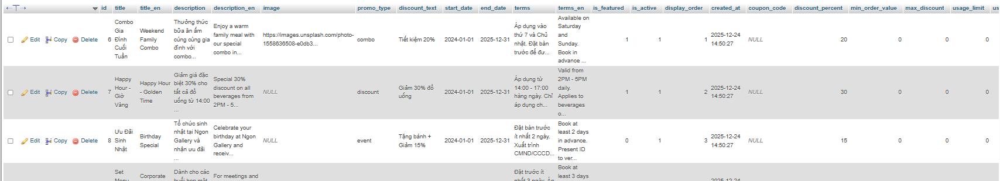 id title title_en description description_en image promo_type discount_text start_date end_date terms terms_en is_featured is_active display_order created_at coupon_code discount_percent min_order_value max_discount usage_limit us
Edit Copy Delete
6
Combo
Gia
Đình
Cuối
Tuần
Weekend
Family
Combo
Thưởng thức
bữa ăn ấm
cúng cùng gia
đình với
combo...
Enjoy a warm
family meal with
our special
combo in...
https://images.unsplash.com/photo-
1558636508-e0db3...
combo
Tiết kiệm 20%
2024-01-01
2025-12-31
Áp dụng vào
thứ 7 và Chủ
nhật. Đặt bàn
trước để đư...
Available on
Saturday
and
Sunday.
Book in
advance ...
1
1
1
2025-12-24
14:50:27
NULL
20
0
0
0
Edit Copy Delete
7
Happy
Hour -
Giờ
Vàng
Happy Hour
- Golden
Time
Giảm giá đặc
biệt 30% cho
tất cả đồ
uống từ 14:00
...
Special 30%
discount on all
beverages from
2PM - 5...
NULL
discount
Giảm 30% đồ
uống
2024-01-01
2025-12-31
Áp dụng từ
14:00 - 17:00
hàng ngày. Chỉ
áp dụng ch...
Valid from
2PM - 5PM
daily.
Applies to
beverages
o...
1
1
2
2025-12-24
14:50:27
NULL
30
0
0
0
Edit Copy Delete
8
Ưu Đãi
Sinh
Nhật
Birthday
Special
Tổ chức sinh
nhật tại Ngon
Gallery và
nhận ưu đãi
...
Celebrate your
birthday at Ngon
Gallery and
receiv...
NULL
event
Tặng bánh +
Giảm 15%
2024-01-01
2025-12-31
Đặt bàn trước
ít nhất 2 ngày.
Xuất trình
CMND/CCCD...
Book at
least 2 days
in advance.
Present ID
to ver...
0
1
3
2025-12-24
14:50:27
NULL
15
0
0
0
Set
Menu
Corporate
Dành cho các
buổi họp mặt
For meetings and
Đặt trước ít
nhất 3 ngày. Áp
Book at
least 3 days
2025-12-24